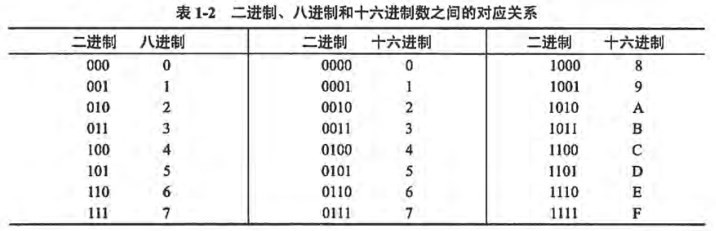 表1-2 二进制、八进制和十六进制数之间的对应关系
二进制 八进制 二进制 十六进制 二进制 十六进制
000 0 0000 0 1000 8
001 1 0001 1 1001 9
010 2 0010 2 1010 A
011 3 0011 3 1011 B
100 4 0100 4 1100 C
101 5 0101 5 1101 D
110 6 0110 6 1110 E
111 7 0111 7 1111 F